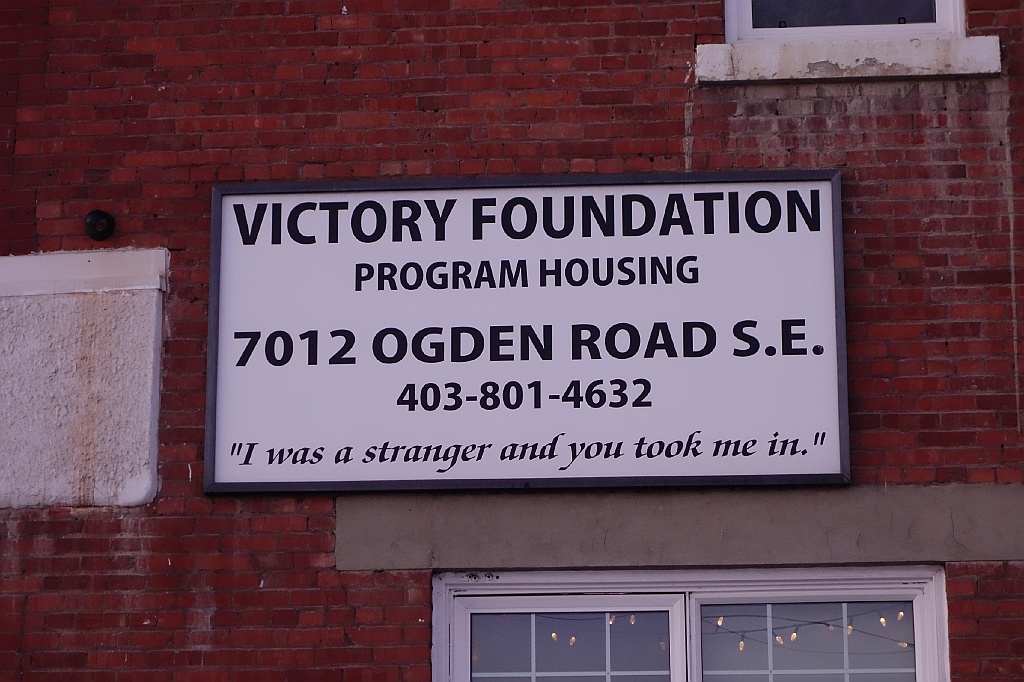 VICTORY FOUNDATION
PROGRAM HOUSING
7012 OGDEN ROAD S.E.
403-801-4632
"I was a stranger and you took me in."